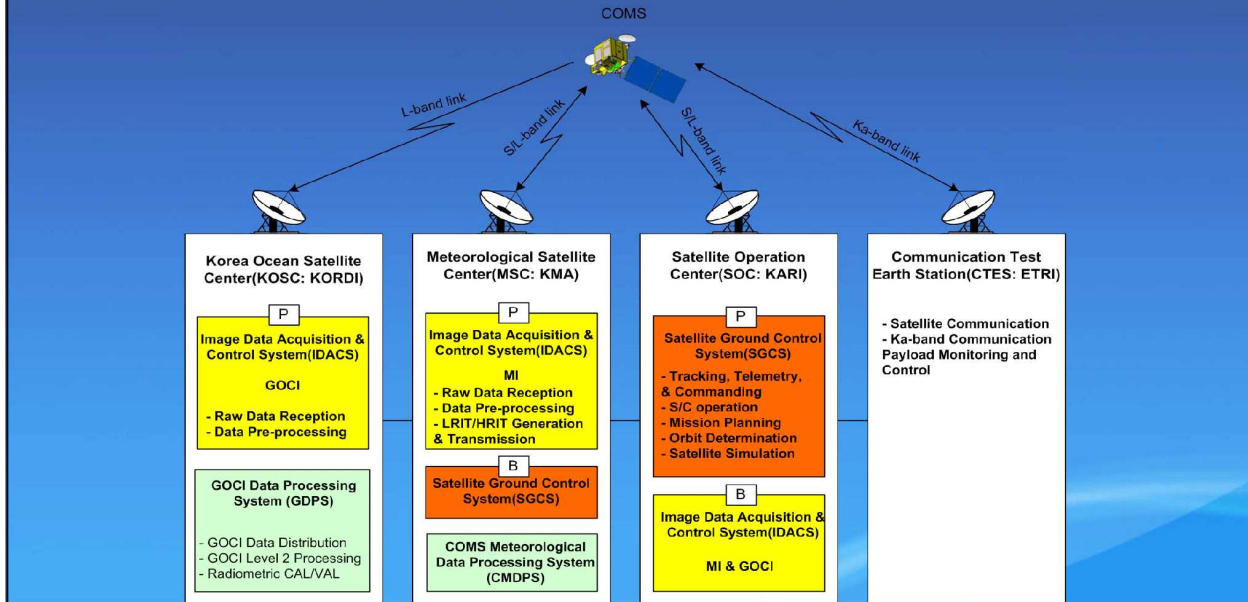 COMS
L-band link
S/L-band link
S/L-band link
Ka-band link
Korea Ocean Satellite
Center(KOSC: KORDI)
P
Image Data Acquisition &
Control System(IDACS)
GOCI
- Raw Data Reception
- Data Pre-processing
GOCI Data Processing
System (GDPS)
- GOCI Data Distribution
- GOCI Level 2 Processing
- Radiometric CAL/VAL
Meteorological Satellite
Center(MSC: KMA)
P
Image Data Acquisition &
Control System(IDACS)
MI
- Raw Data Reception
- Data Pre-processing
- LRIT/HRIT Generation
& Transmission
B
Satellite Ground Control
System(SGCS)
COMS Meteorological
Data Processing System
(CMDPS)
Satellite Operation
Center(SOC: KARI)
P
Satellite Ground Control
System(SGCS)
- Tracking, Telemetry,
& Commanding
- S/C operation
- Mission Planning
- Orbit Determination
- Satellite Simulation
B
Image Data Acquisition &
Control System(IDACS)
MI & GOCI
Communication Test
Earth Station(CTES: ETRI)
- Satellite Communication
- Ka-band Communication
Payload Monitoring and
Control